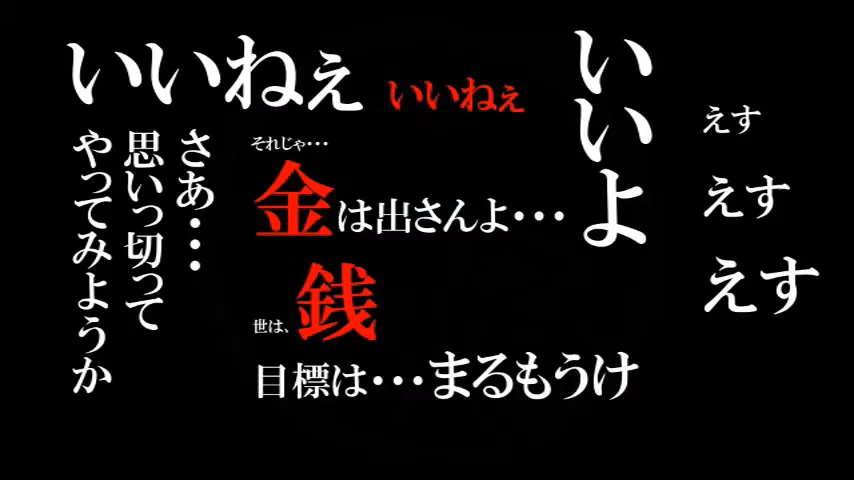 いいねぇ
いいねぇ
いいよ
さあ・・・
思いっ切って
やってみようか
それじゃ・・・
金は出さんよ・・・
世は、銭
目標は・・・まるもうけ
えす
えす
えす